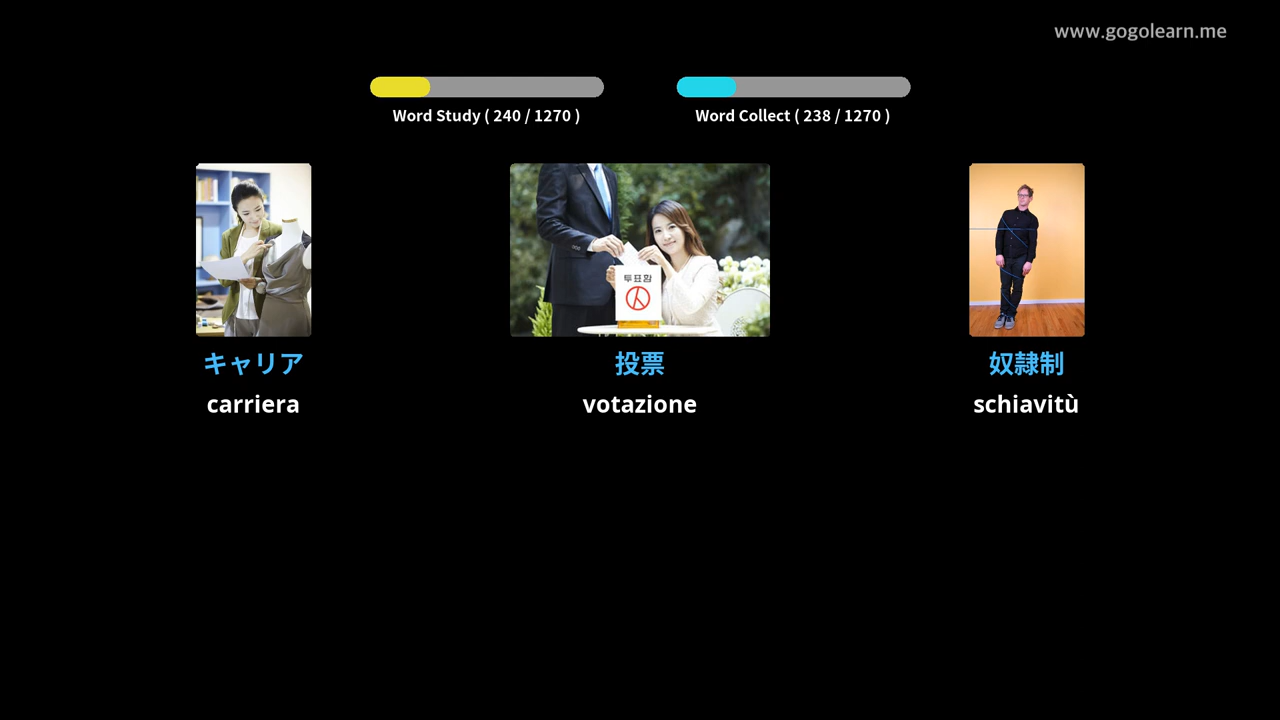 www.gogolearn.me
Word Study ( 240 / 1270 )
Word Collect ( 238 / 1270 )
투표함
キャリア
投票
奴隷制
carriera
votazione
schiavitù